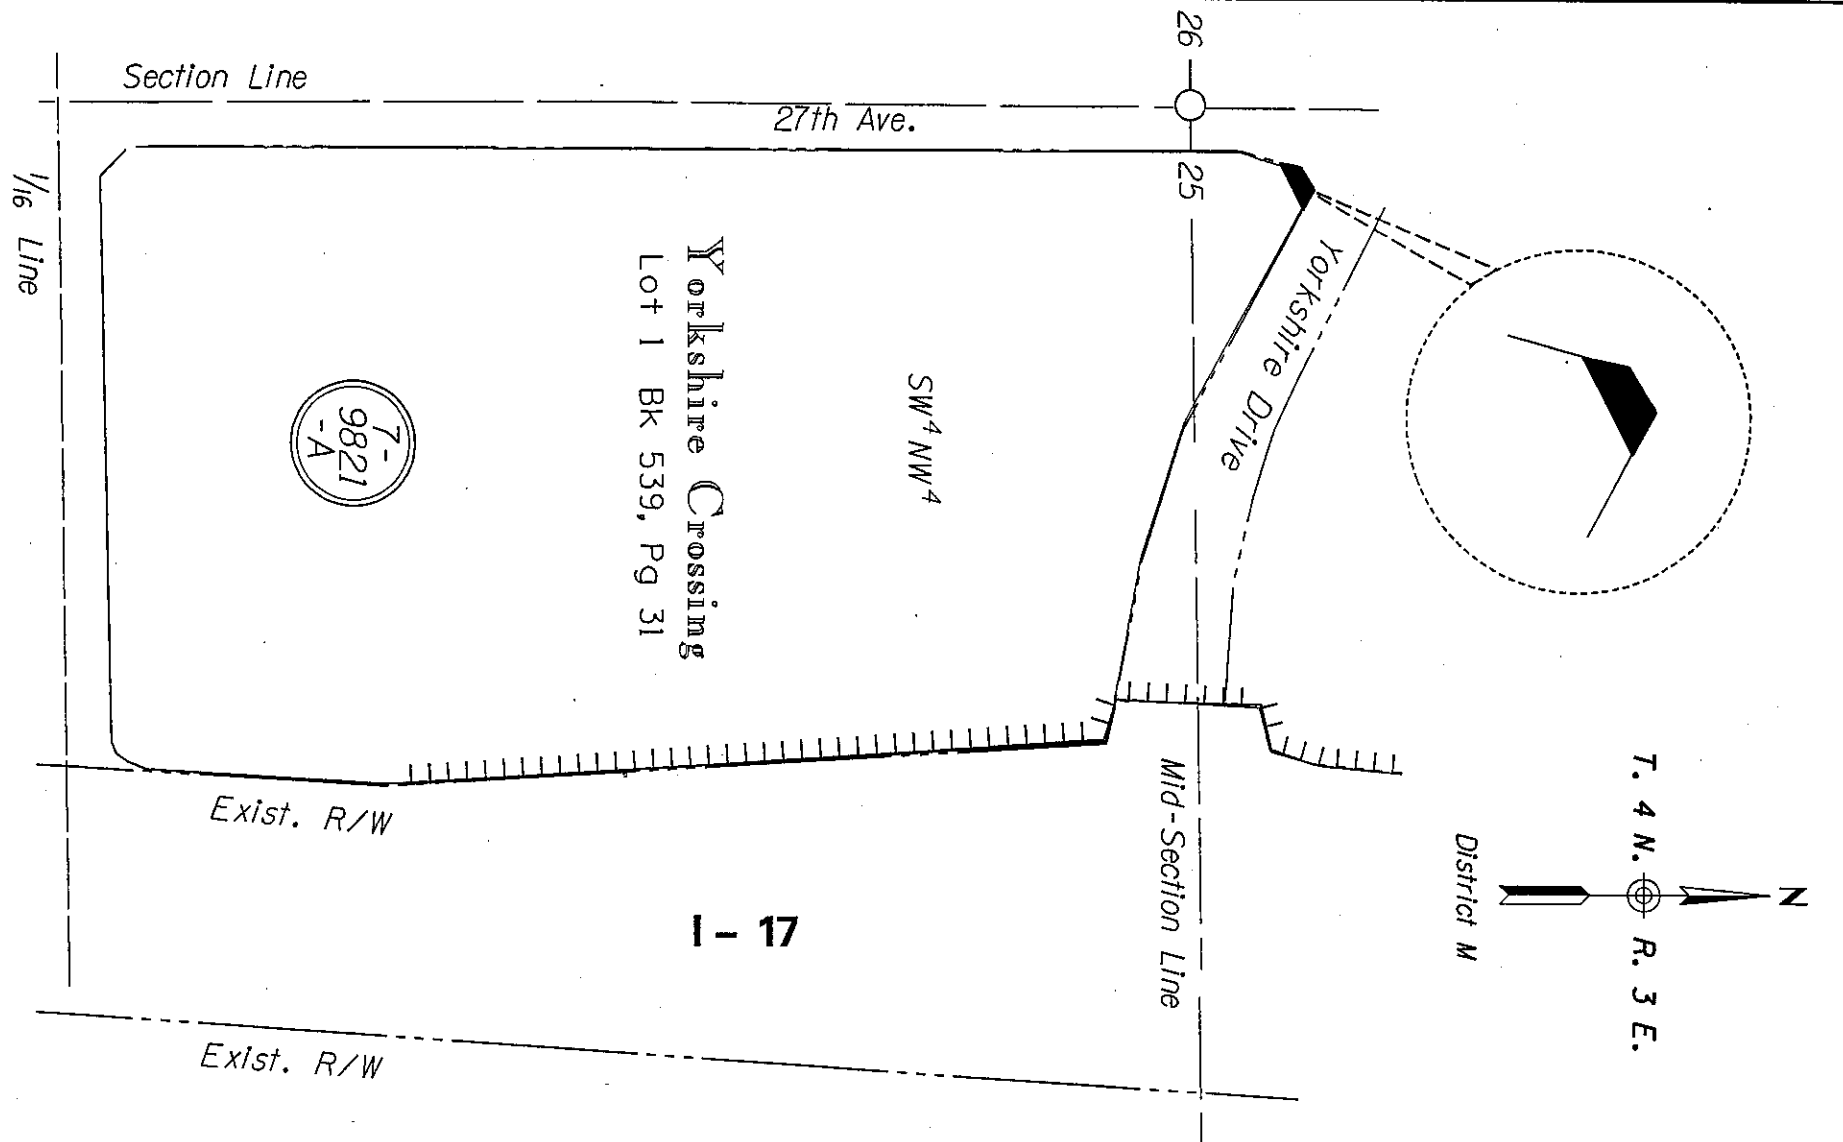 26
25
Section Line
27th Ave.
1/16 Line
Yorkshire Drive
Yorkshire Crossing
Lot 1 Bk 539, Pg 31
SW⁴ NW⁴
7-
9821
-A
Exist. R/W
I - 17
Mid-Section Line
Exist. R/W
T. 4 N. R. 3 E.
District M
N